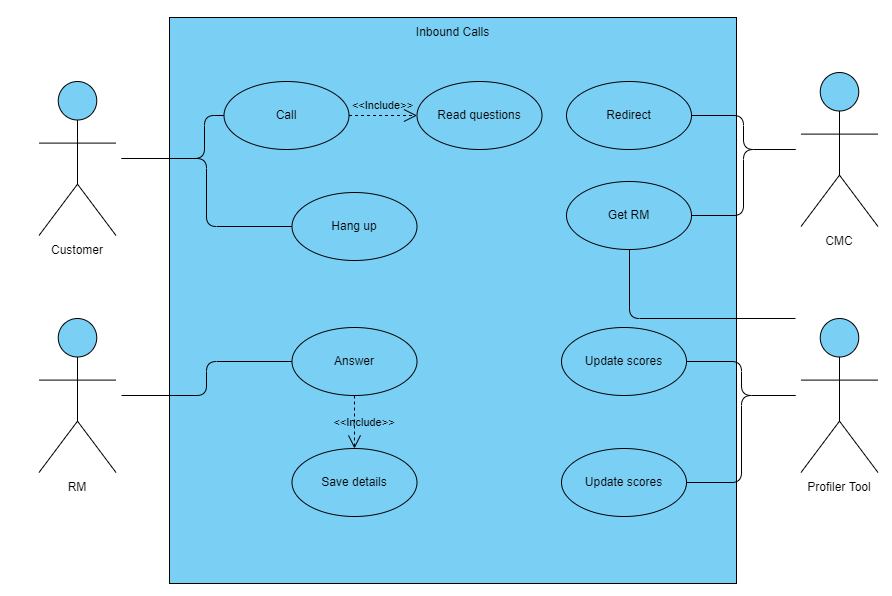 Inbound Calls
Call
<<Include>>
Read questions
Redirect
Hang up
Get RM
Customer
CMC
Answer
Update scores
<<Include>>
Save details
Update scores
RM
Profiler Tool